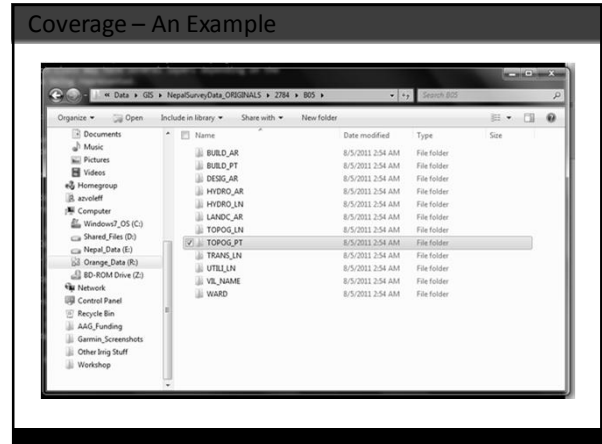 Coverage – An Example
« Data ▸ GIS ▸ NepalSurveyData_ORIGINALS ▸ 2784 ▸ B05 ▸
Search B05
Organize ▾ Open Include in library ▾ Share with ▾ New folder
Documents
Music
Pictures
Videos
Homegroup
azvoleff
Computer
Windows7_OS (C:)
Shared_Files (D:)
Nepal_Data (E:)
Orange_Data (R:)
BD-ROM Drive (Z:)
Network
Control Panel
Recycle Bin
AAG_Funding
Garmin_Screenshots
Other Irrig Stuff
Workshop
Name Date modified Type Size
BUILD_AR 8/5/2011 2:54 AM File folder
BUILD_PT 8/5/2011 2:54 AM File folder
DESIG_AR 8/5/2011 2:54 AM File folder
HYDRO_AR 8/5/2011 2:54 AM File folder
HYDRO_LN 8/5/2011 2:54 AM File folder
LANDC_AR 8/5/2011 2:54 AM File folder
TOPOG_LN 8/5/2011 2:54 AM File folder
TOPOG_PT 8/5/2011 2:54 AM File folder
TRANS_LN 8/5/2011 2:54 AM File folder
UTILI_LN 8/5/2011 2:54 AM File folder
VIL_NAME 8/5/2011 2:54 AM File folder
WARD 8/5/2011 2:54 AM File folder